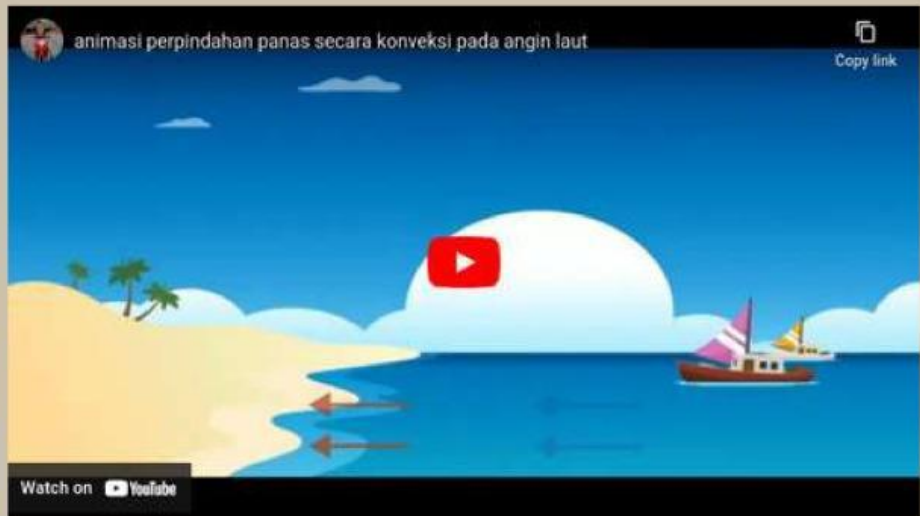 animasi perpindahan panas secara konveksi pada angin laut
Copy link
Watch on YouTube